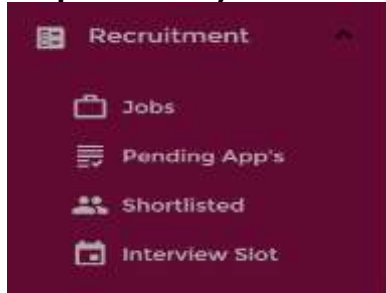 Recruitment
Jobs
Pending App's
Shortlisted
Interview Slot